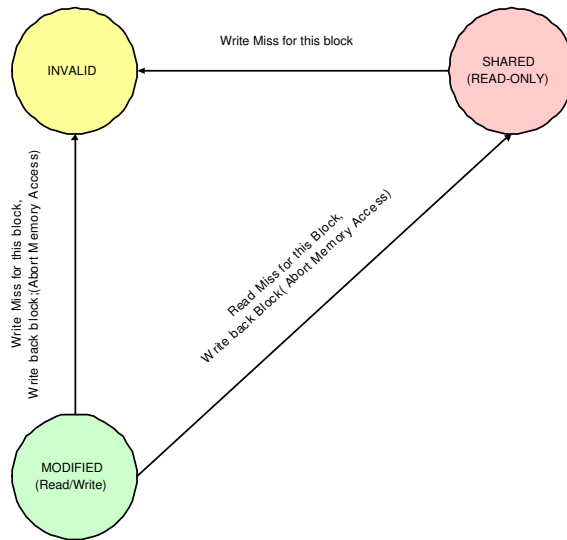 Write Miss for this block
INVALID
SHARED
(READ-ONLY)
Write Miss for this block,
Write back block;(Abort Memory Access)
Read Miss for this Block,
Write back Block( Abort Memory Access)
MODIFIED
(Read/Write)